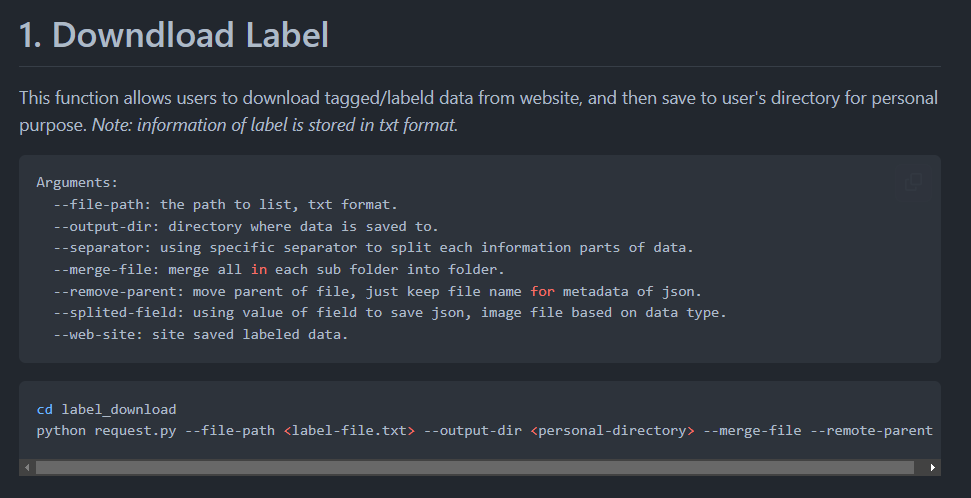 1. Downdload Label
This function allows users to download tagged/labeld data from website, and then save to user's directory for personal
purpose. Note: information of label is stored in txt format.
Arguments:
--file-path: the path to list, txt format.
--output-dir: directory where data is saved to.
--separator: using specific separator to split each information parts of data.
--merge-file: merge all in each sub folder into folder.
--remove-parent: move parent of file, just keep file name for metadata of json.
--splited-field: using value of field to save json, image file based on data type.
--web-site: site saved labeled data.
cd label_download
python request.py --file-path <label-file.txt> --output-dir <personal-directory> --merge-file --remote-parent